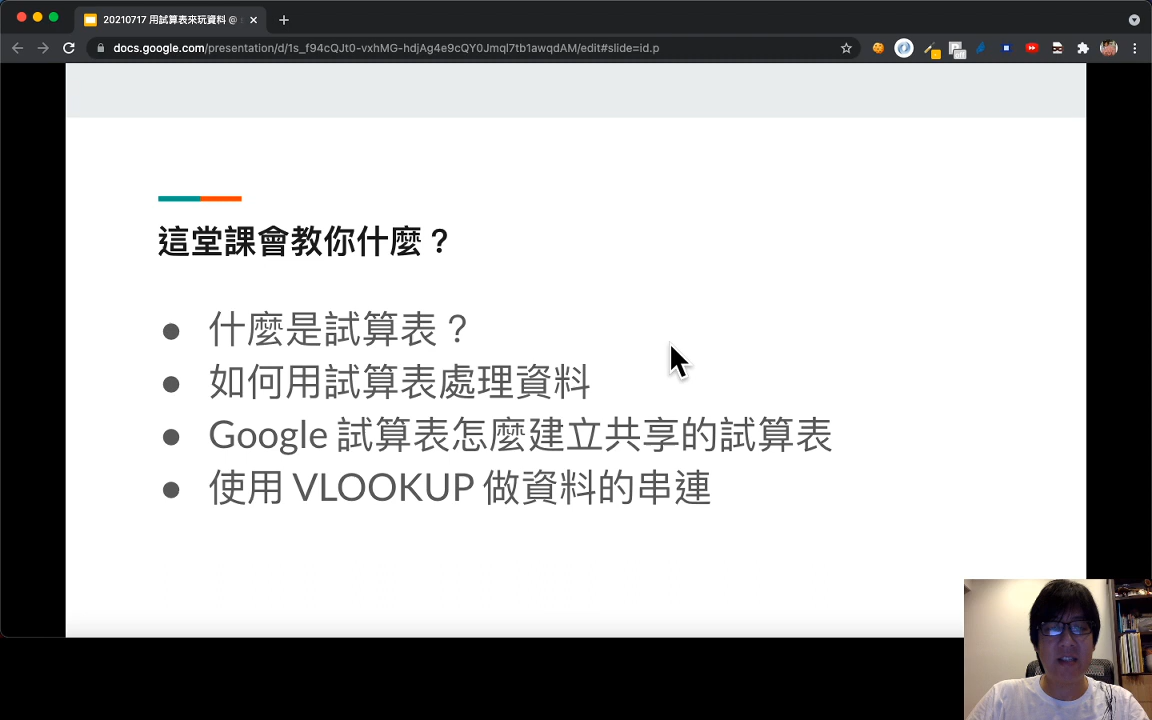 20210717 用試算表來玩資料 @
docs.google.com/presentation/d/1s_f94cQJt0-vxhMG-hdjAg4e9cQY0Jmql7tb1awqdAM/edit#slide=id.p
off
這堂課會教你什麼？
● 什麼是試算表？
● 如何用試算表處理資料
● Google 試算表怎麼建立共享的試算表
● 使用 VLOOKUP 做資料的串連